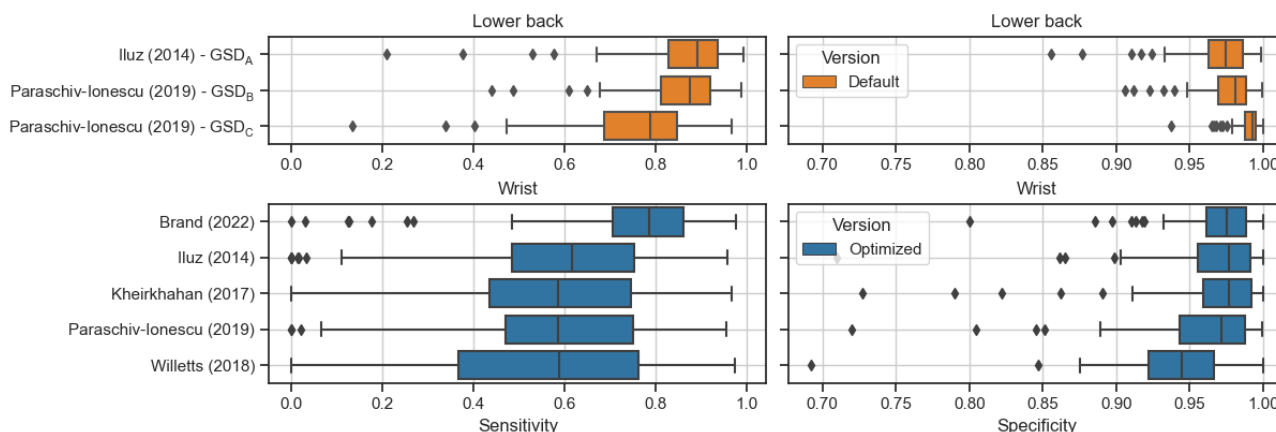 Lower back
Lower back
Iluz (2014) - GSD_A
Paraschiv-Ionescu (2019) - GSD_B
Paraschiv-Ionescu (2019) - GSD_C
Version
Default
0.0 0.2 0.4 0.6 0.8 1.0
0.70 0.75 0.80 0.85 0.90 0.95 1.00
Wrist
Wrist
Brand (2022)
Iluz (2014)
Kheirkhahan (2017)
Paraschiv-Ionescu (2019)
Willetts (2018)
Version
Optimized
0.0 0.2 0.4 0.6 0.8 1.0
0.70 0.75 0.80 0.85 0.90 0.95 1.00
Sensitivity
Specificity